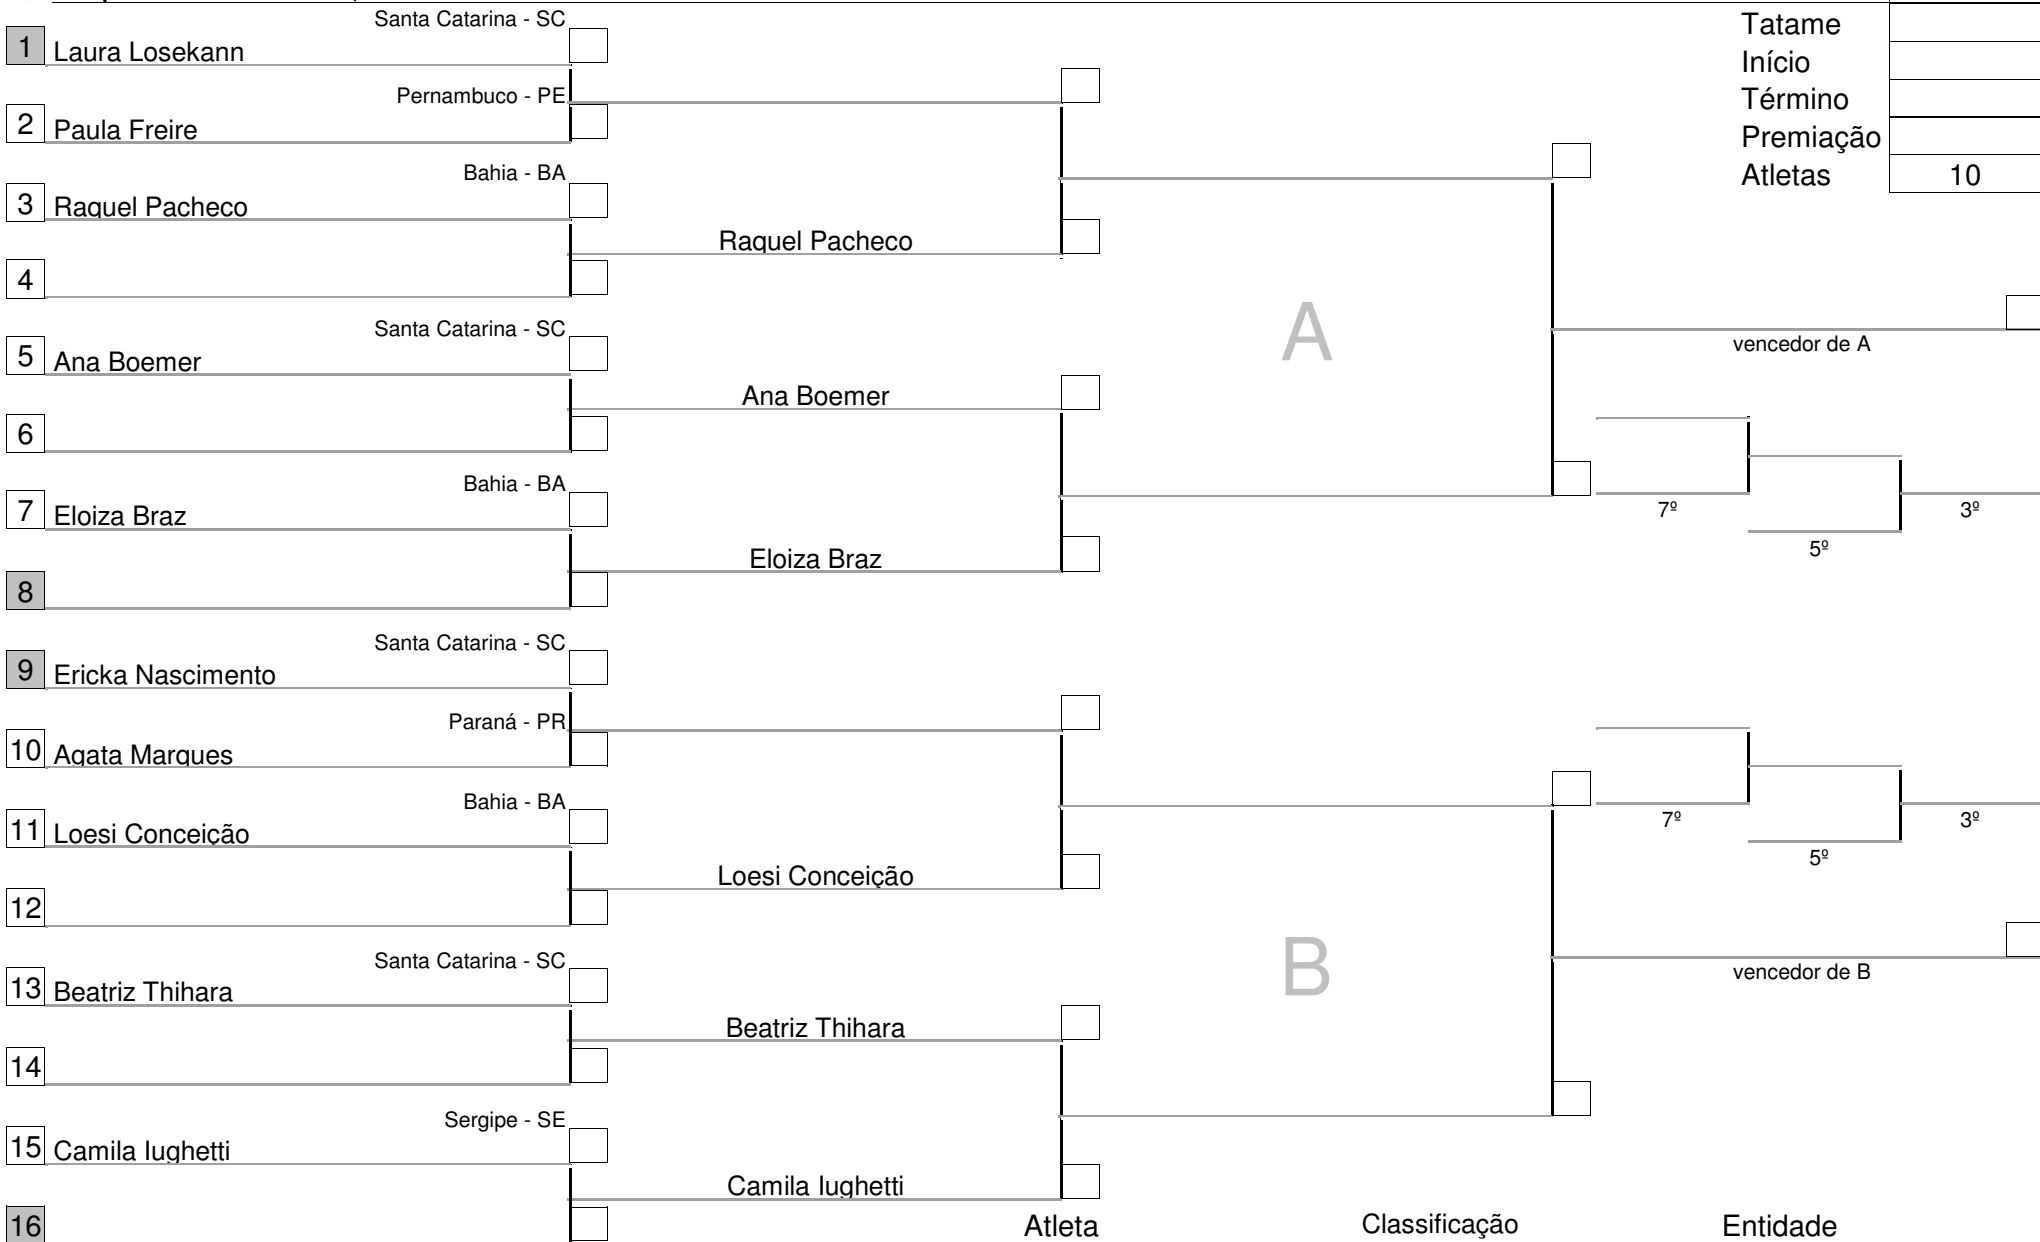 Santa Catarina - SC
1 Laura Losekann
Pernambuco - PE
2 Paula Freire
Bahia - BA
3 Raquel Pacheco
Raquel Pacheco
4
Santa Catarina - SC
5 Ana Boemer
Ana Boemer
6
Bahia - BA
7 Eloiza Braz
Eloiza Braz
8
Santa Catarina - SC
9 Ericka Nascimento
Paraná - PR
10 Agata Marques
Bahia - BA
11 Loesi Conceição
Loesi Conceição
12
Santa Catarina - SC
13 Beatriz Thihara
Beatriz Thihara
14
Sergipe - SE
15 Camila Iughetti
Camila Iughetti
16
A
B
Tatame
Início
Término
Premiação
Atletas 10
vencedor de A
7º
3º
5º
7º
3º
5º
vencedor de B
Atleta Classificação Entidade